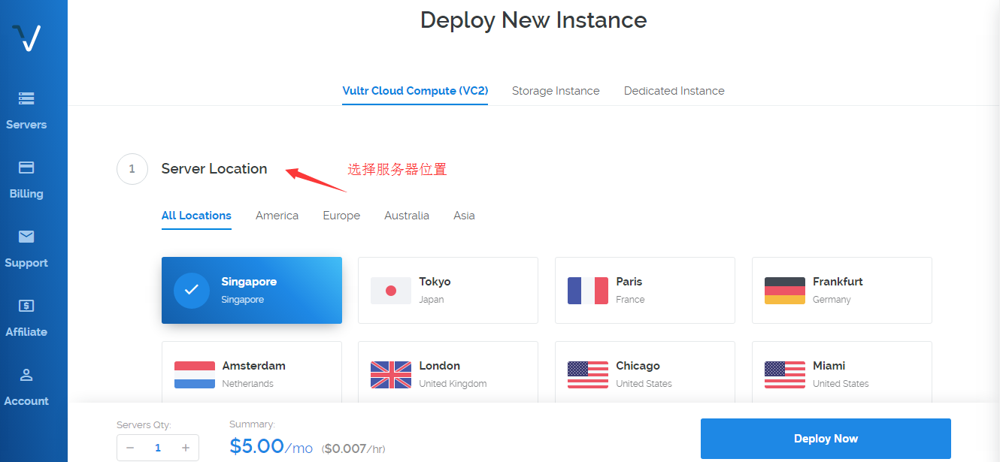 Deploy New Instance
Vultr Cloud Compute (VC2) Storage Instance Dedicated Instance
Servers
Billing
Support
Affiliate
Account
1 Server Location 选择服务器位置
All Locations America Europe Australia Asia
Singapore
Singapore
Tokyo
Japan
Paris
France
Frankfurt
Germany
Amsterdam
Netherlands
London
United Kingdom
Chicago
United States
Miami
United States
Servers Qty:
− 1 +
Summary:
$5.00/mo ($0.007/hr)
Deploy Now